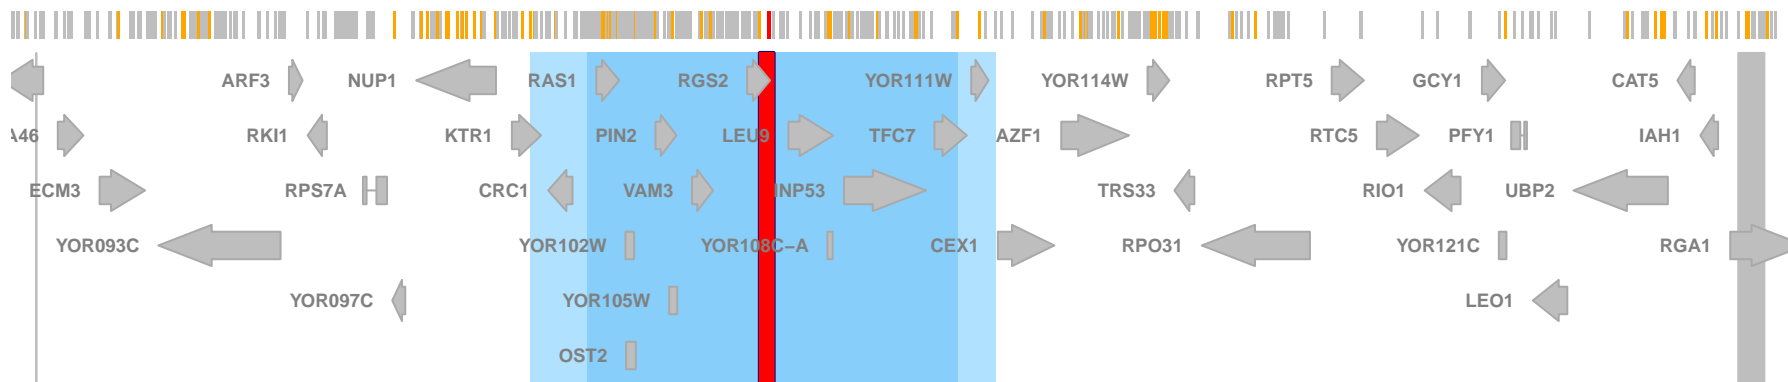 ARF3 NUP1 RAS1 RGS2 YOR111W YOR114W RPT5 GCY1 CAT5
A46 RKI1 KTR1 PIN2 LEU9 TFC7 AZF1 RTC5 PFY1 IAH1
ECM3 RPS7A CRC1 VAM3 INP53 TRS33 RIO1 UBP2
YOR093C YOR102W YOR108C–A CEX1 RPO31 YOR121C RGA1
YOR097C YOR105W LEO1
OST2